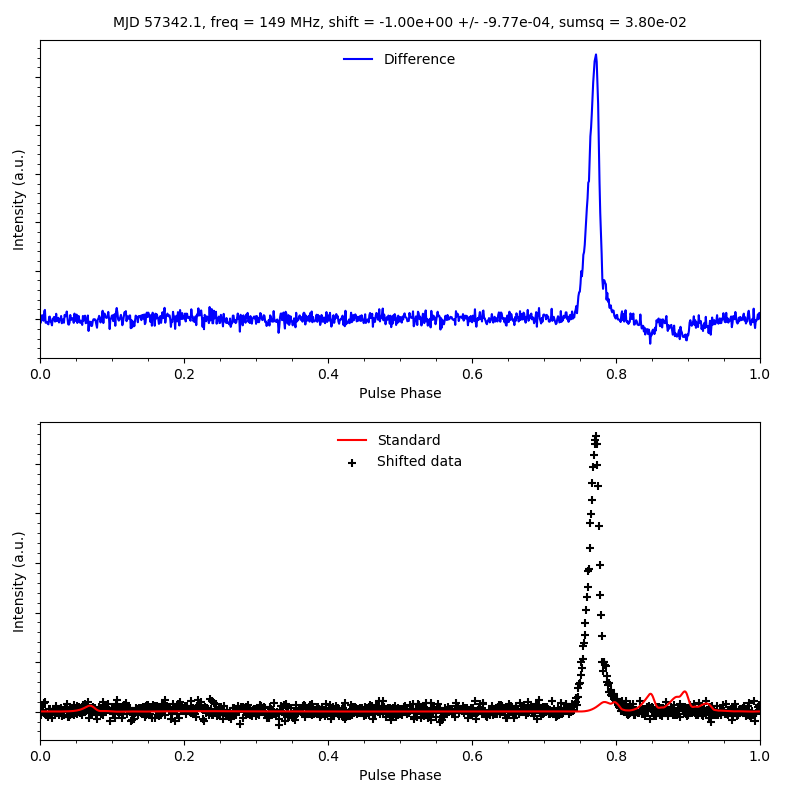 MJD 57342.1, freq = 149 MHz, shift = -1.00e+00 +/- -9.77e-04, sumsq = 3.80e-02
Difference
Intensity (a.u.)
0.0 0.2 0.4 0.6 0.8 1.0
Pulse Phase
Standard
Shifted data
Intensity (a.u.)
0.0 0.2 0.4 0.6 0.8 1.0
Pulse Phase